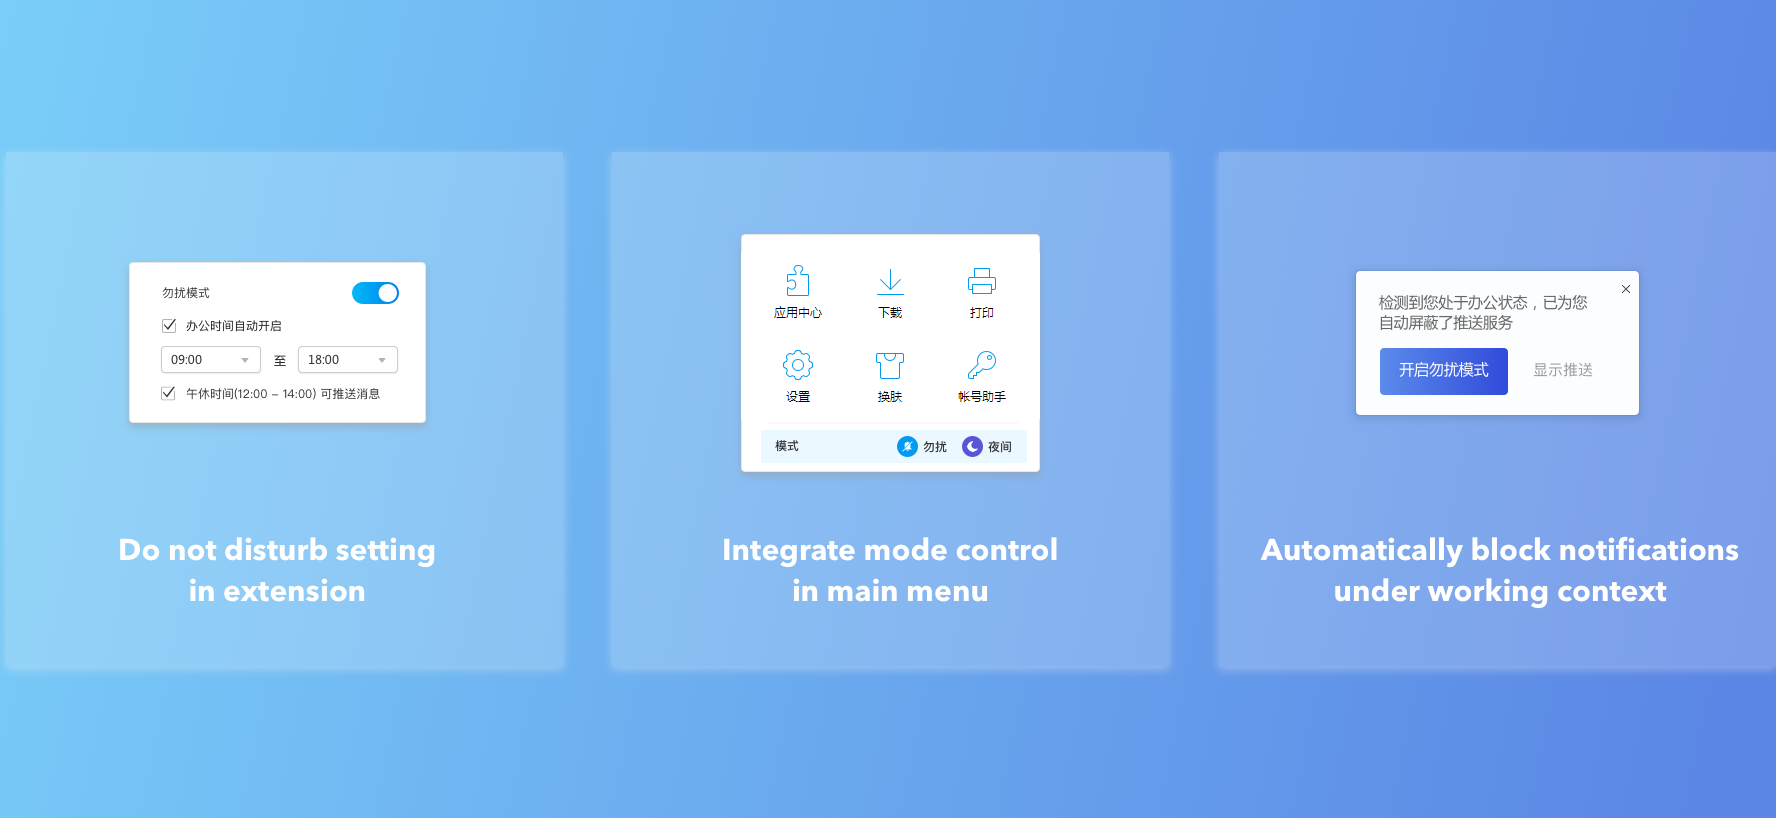 勿扰模式
办公时间自动开启
09:00 至 18:00
午休时间(12:00 – 14:00) 可推送消息
Do not disturb setting
in extension
应用中心 下载 打印
设置 换肤 帐号助手
模式 勿扰 夜间
Integrate mode control
in main menu
检测到您处于办公状态，已为您
自动屏蔽了推送服务
开启勿扰模式 显示推送
Automatically block notifications
under working context